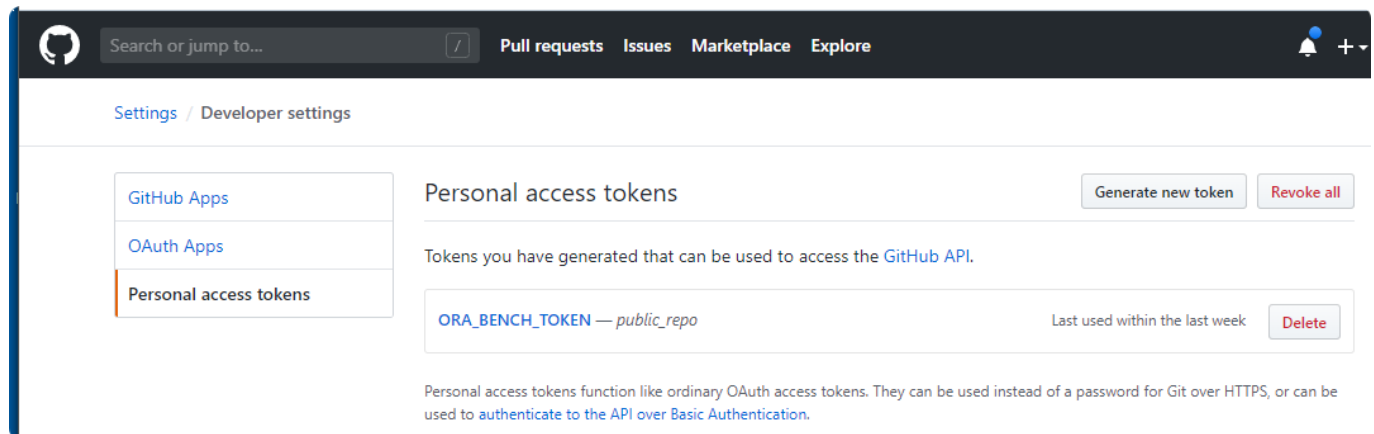 Search or jump to... /
Pull requests Issues Marketplace Explore
Settings / Developer settings
GitHub Apps
OAuth Apps
Personal access tokens
Personal access tokens
Generate new token Revoke all
Tokens you have generated that can be used to access the GitHub API.
ORA_BENCH_TOKEN — public_repo Last used within the last week Delete
Personal access tokens function like ordinary OAuth access tokens. They can be used instead of a password for Git over HTTPS, or can be
used to authenticate to the API over Basic Authentication.